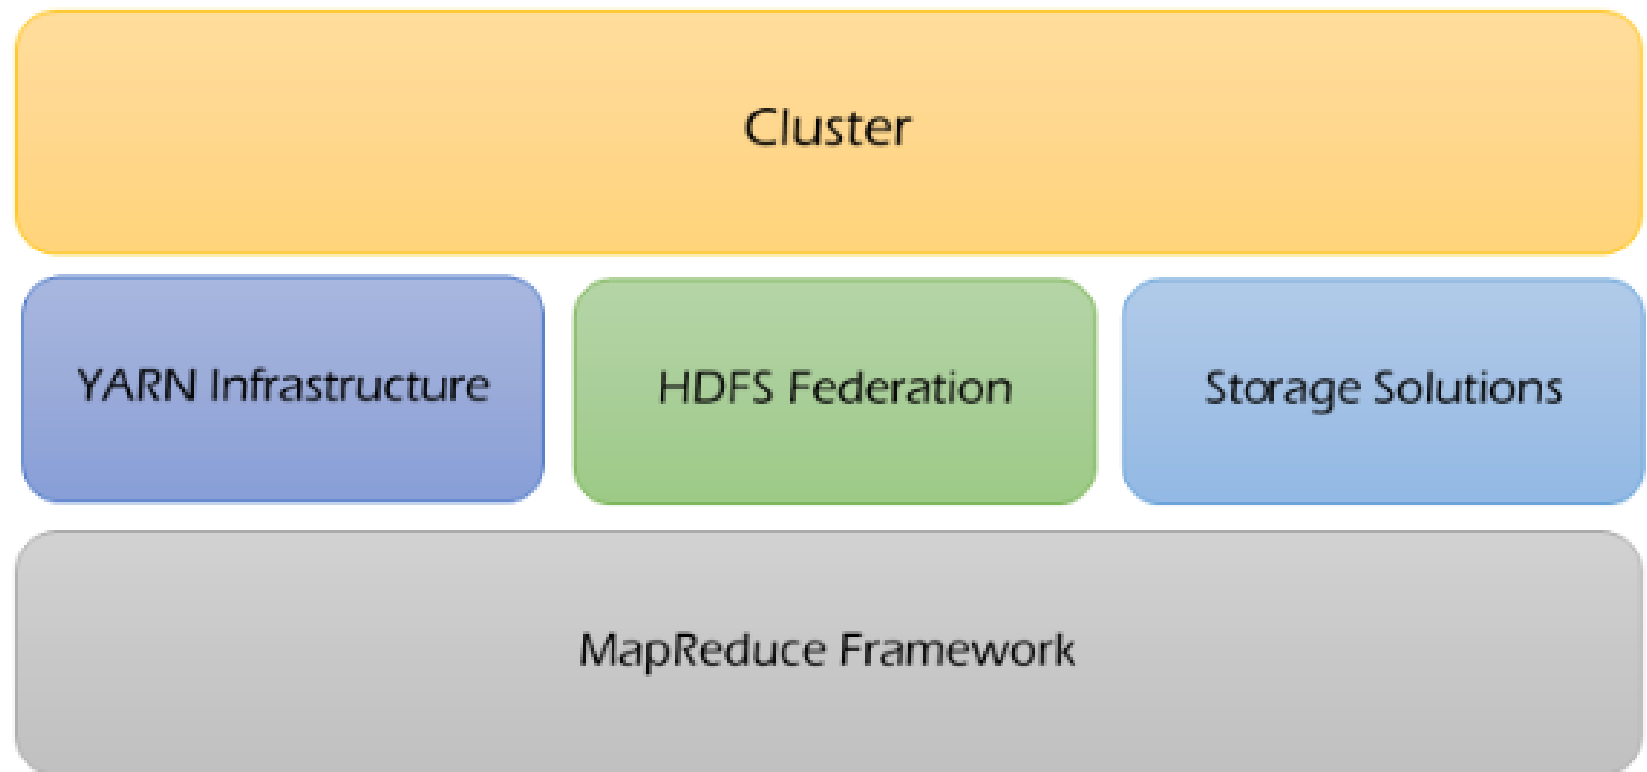 Cluster
YARN Infrastructure
HDFS Federation
Storage Solutions
MapReduce Framework